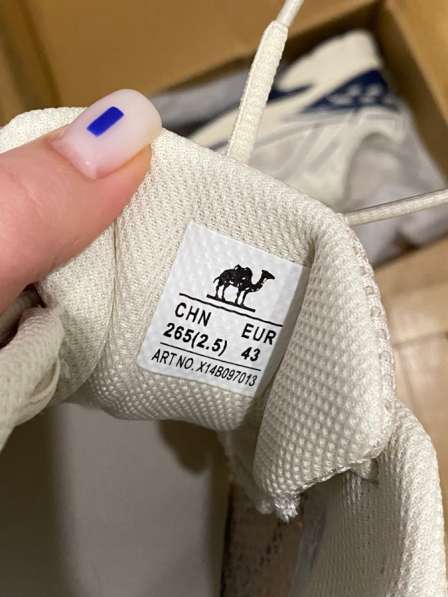 CHN EUR
265(2.5) 43
ART NO. X14B097013